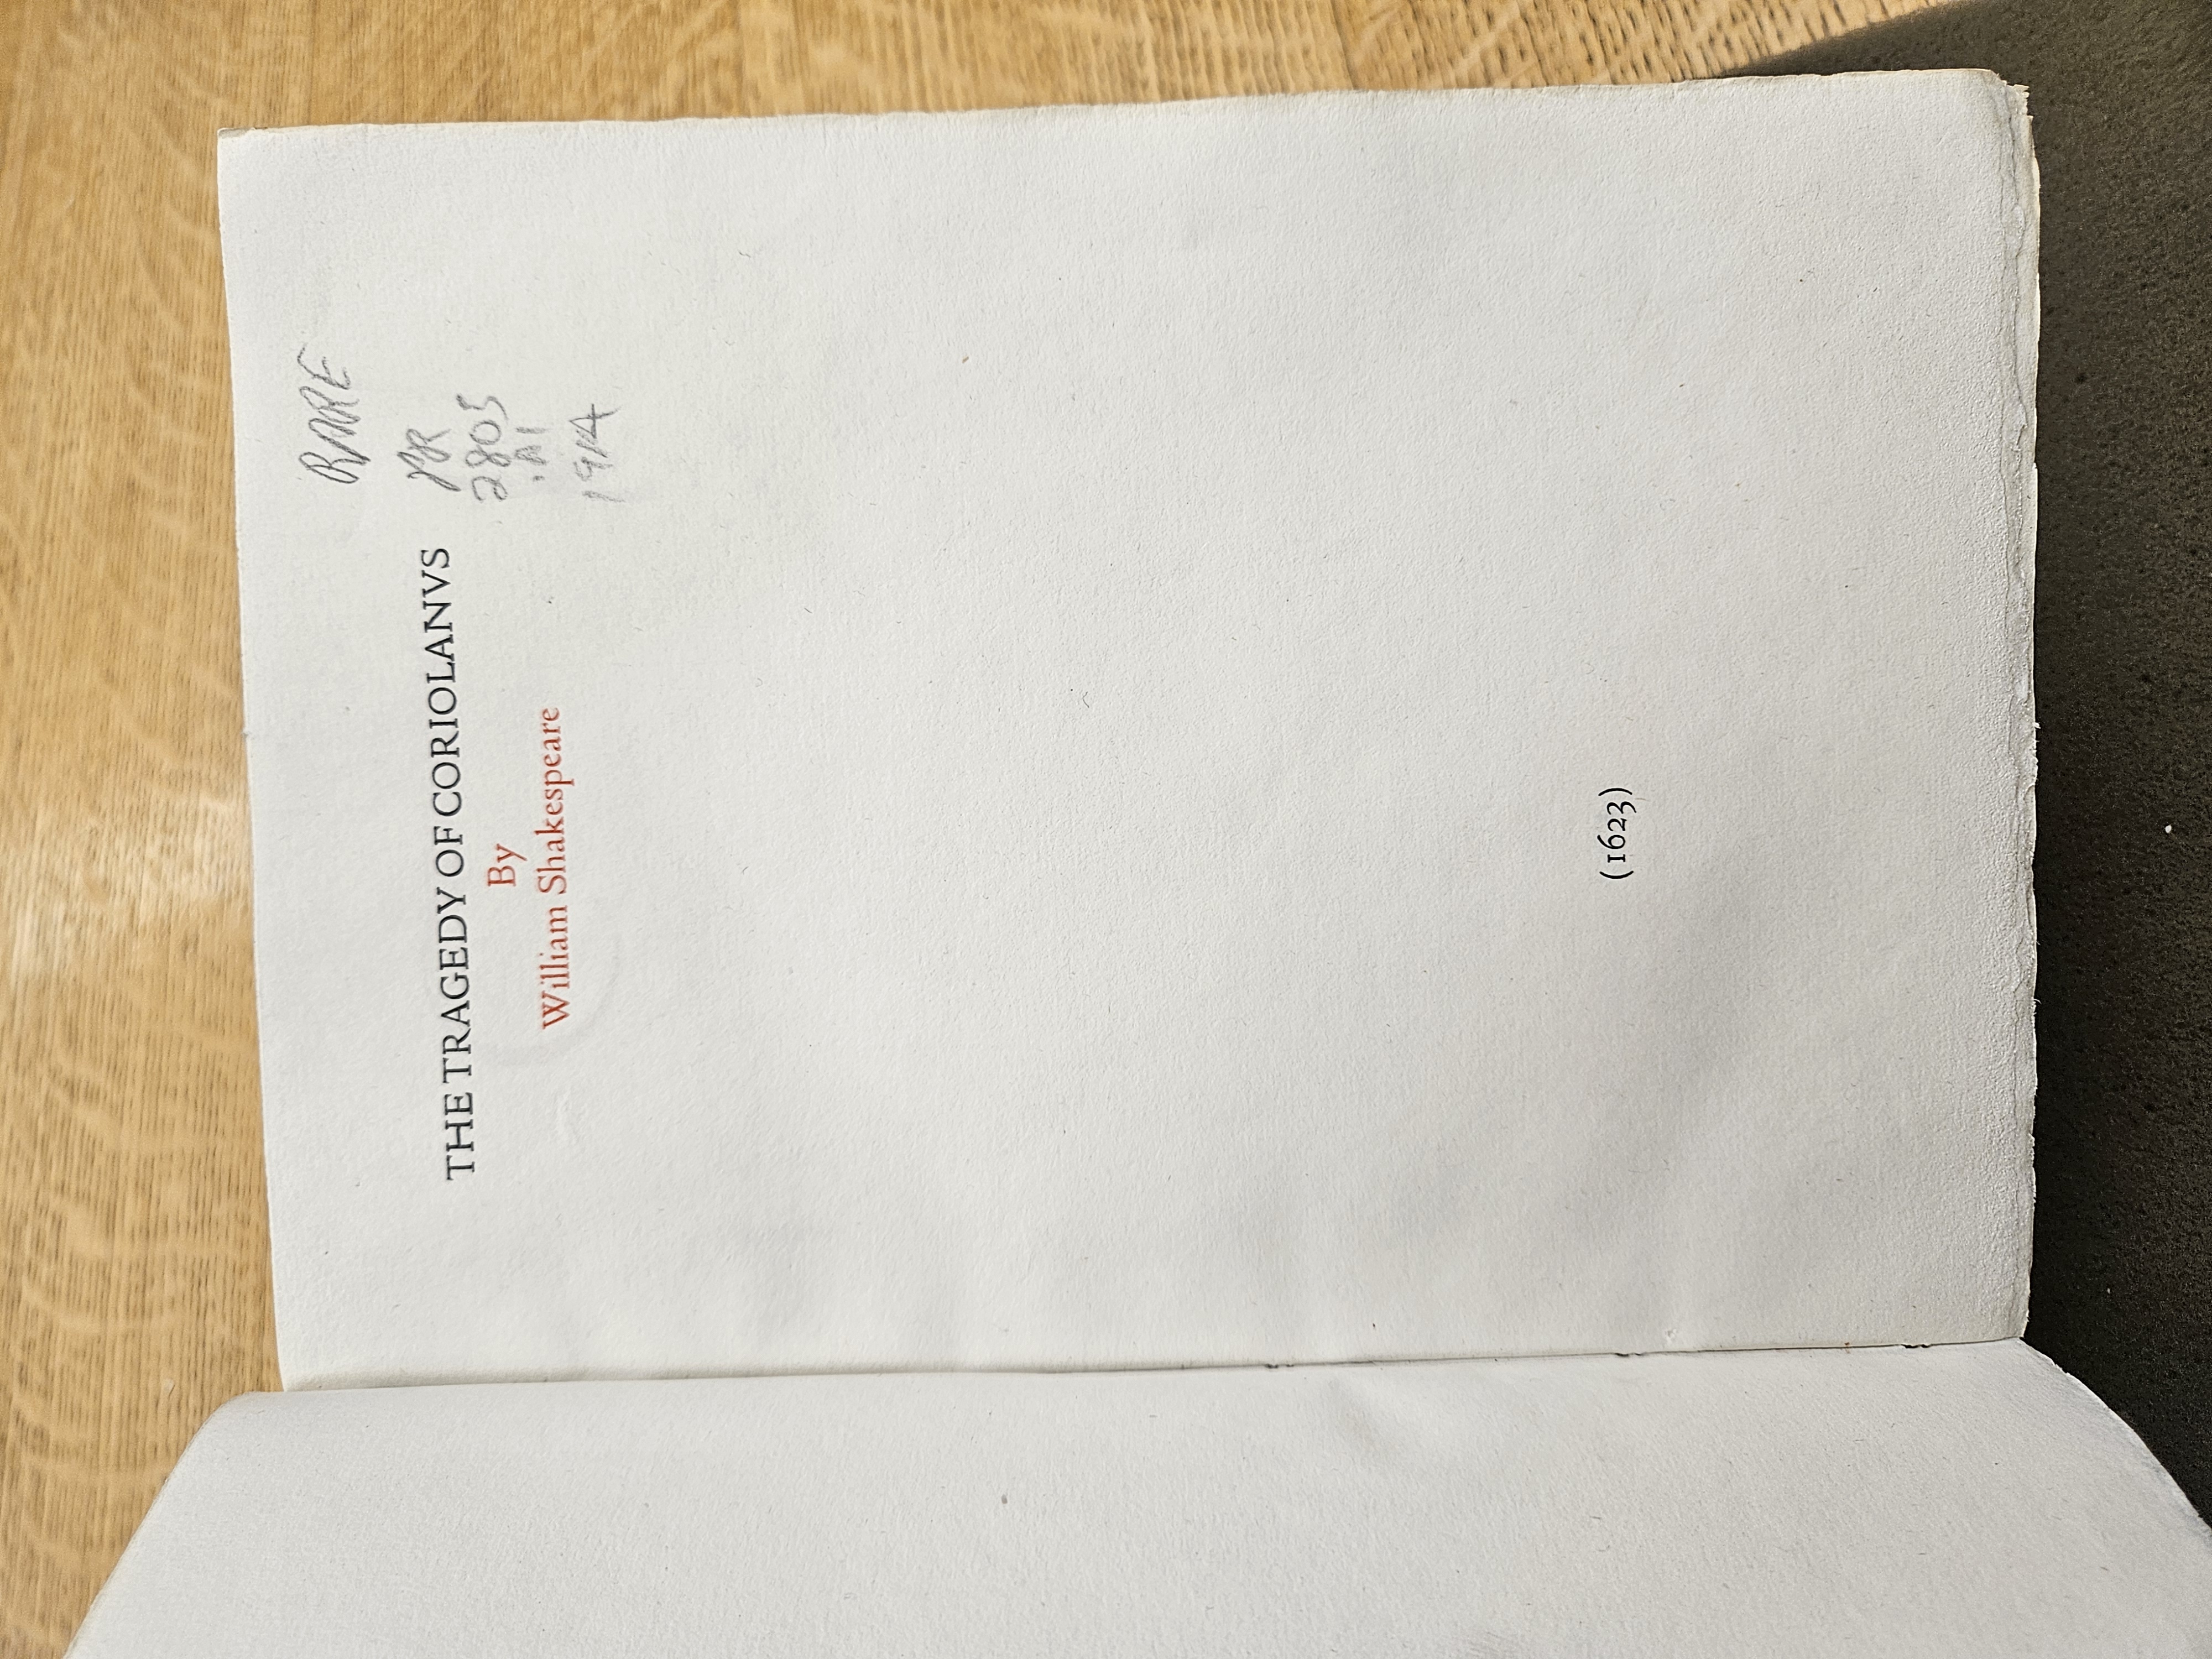 RARE
PR
2805
.A1
1914
THE TRAGEDY OF CORIOLANVS
By
William Shakespeare
(1623)